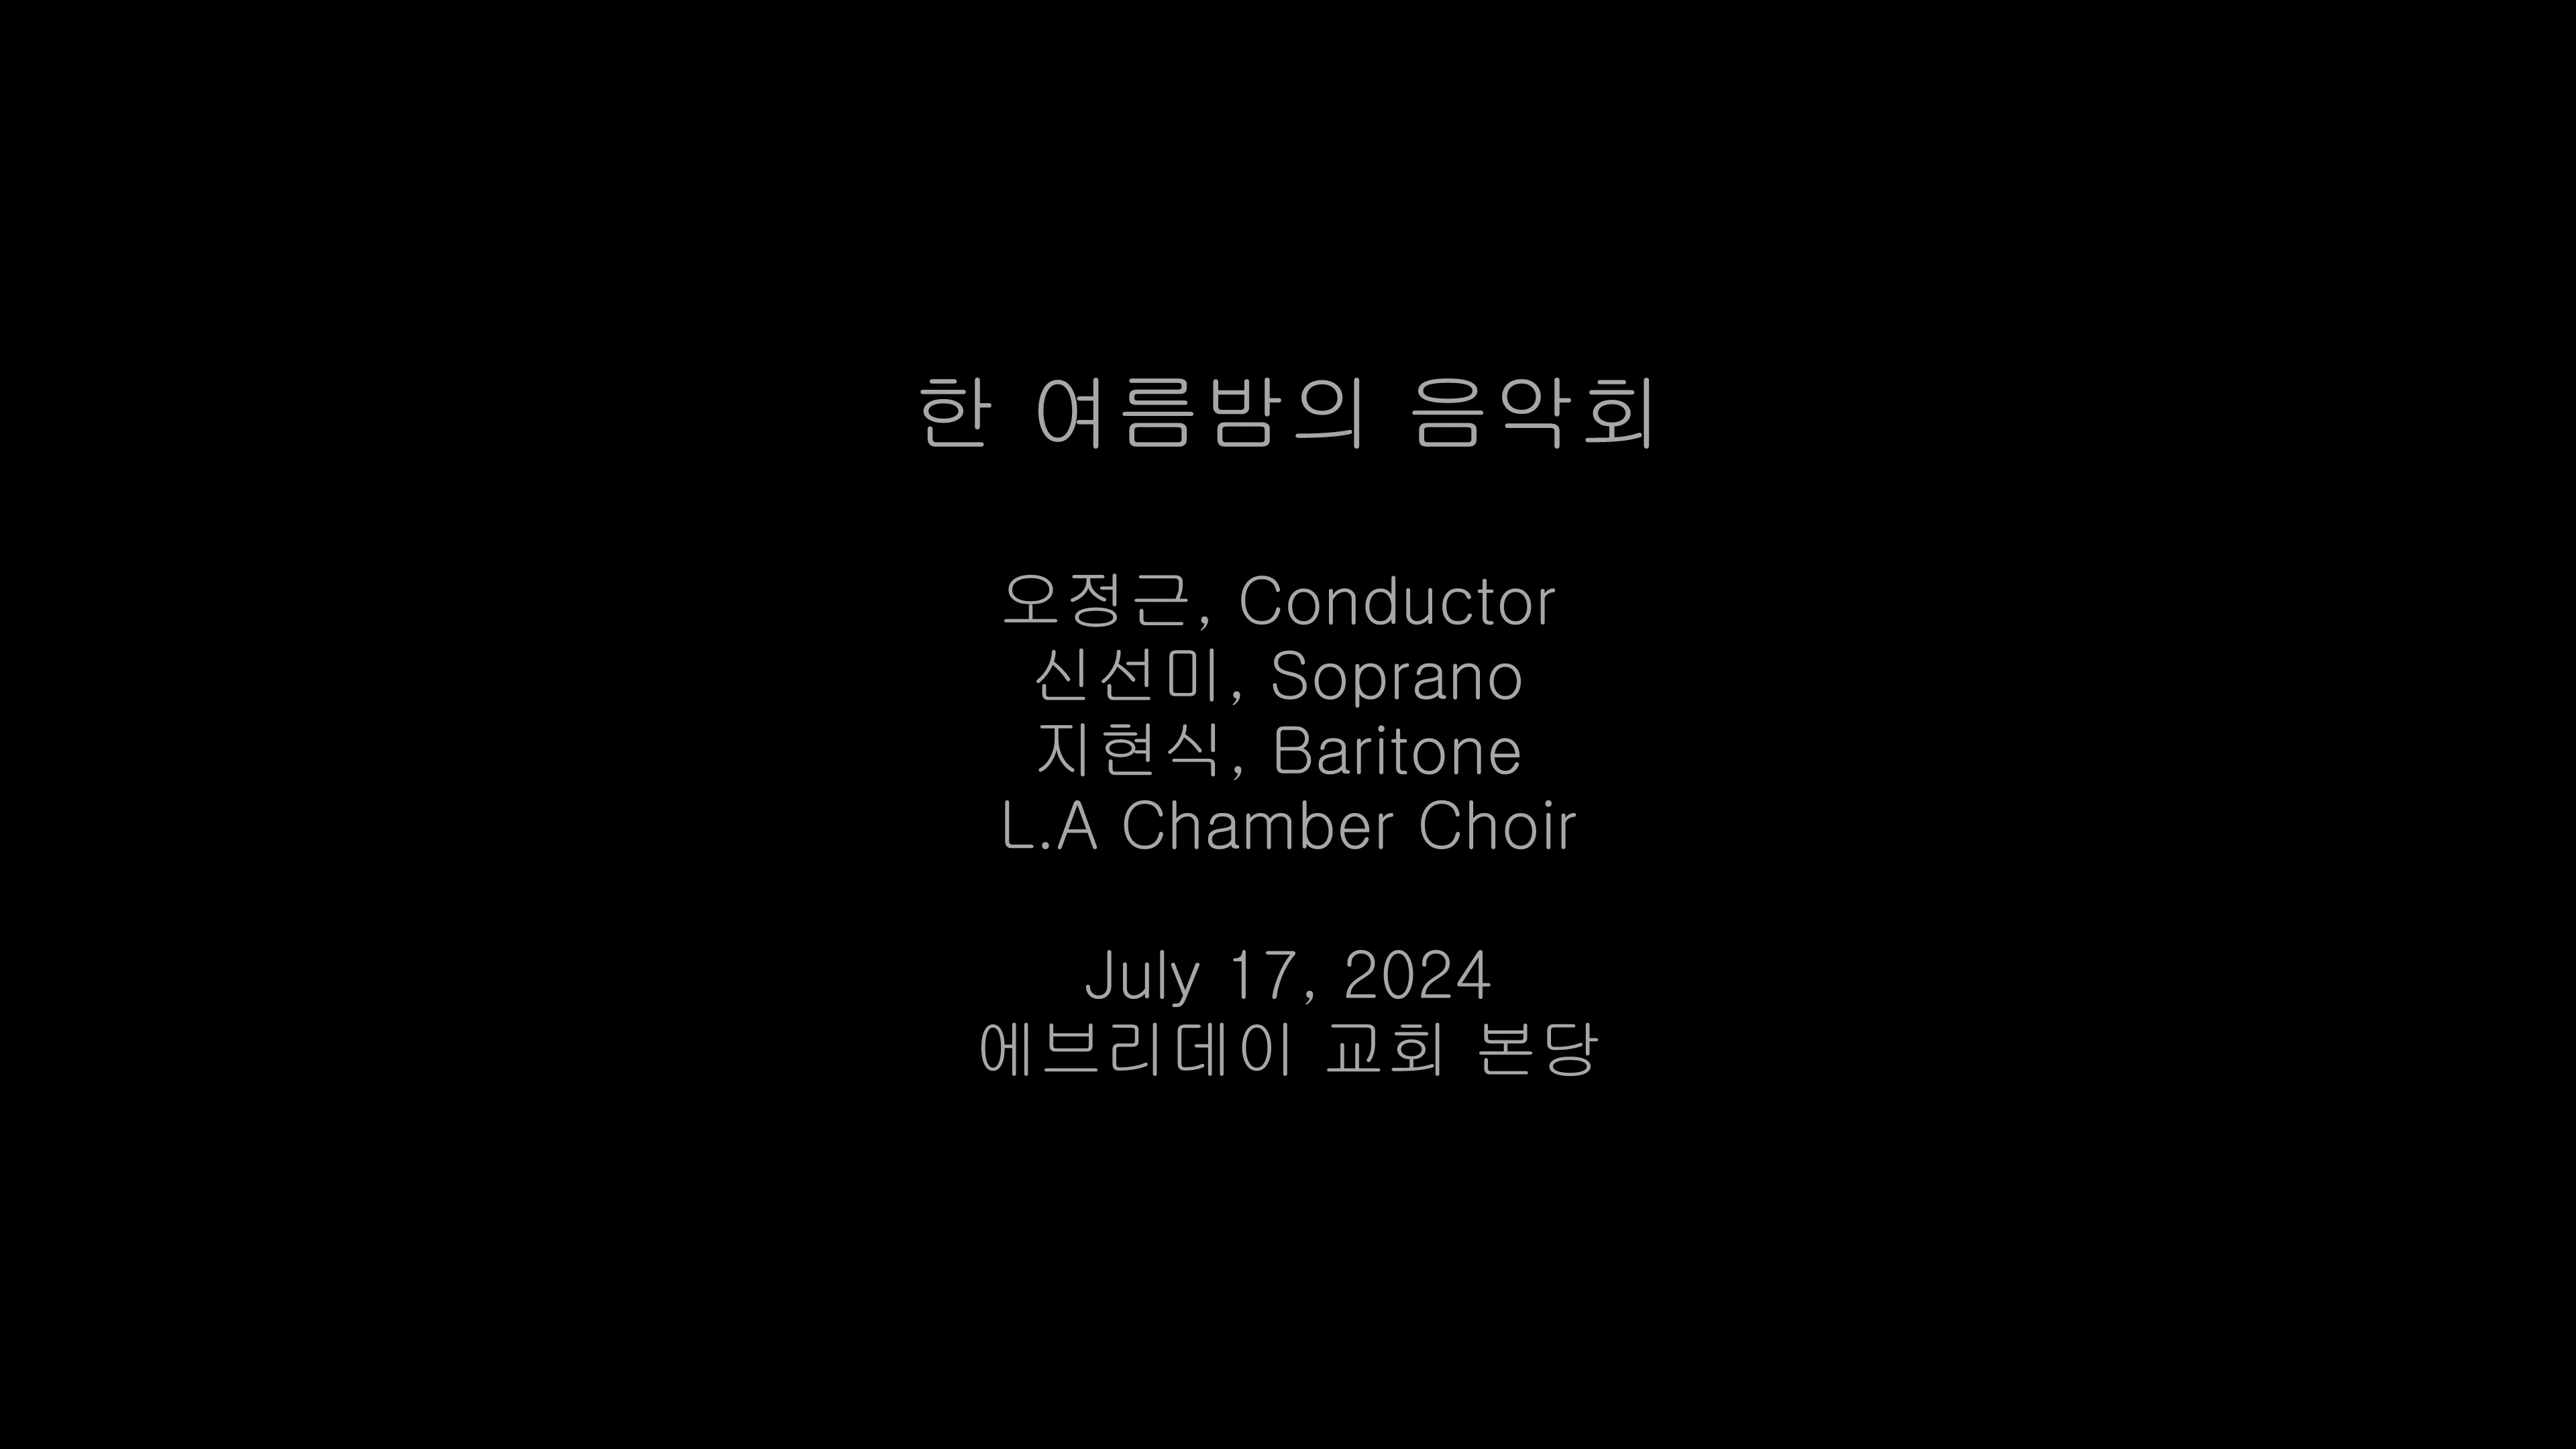 한 여름밤의 음악회
오정근, Conductor
신선미, Soprano
지현식, Baritone
L.A Chamber Choir
July 17, 2024
에브리데이 교회 본당